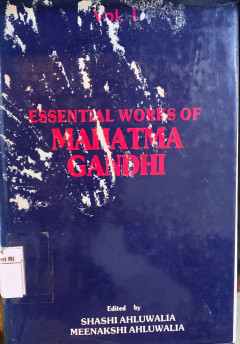 Vol. I
ESSENTIAL WORKS OF
MAHATMA
GANDHI
Edited by
SHASHI AHLUWALIA
MEENAKSHI AHLUWALIA